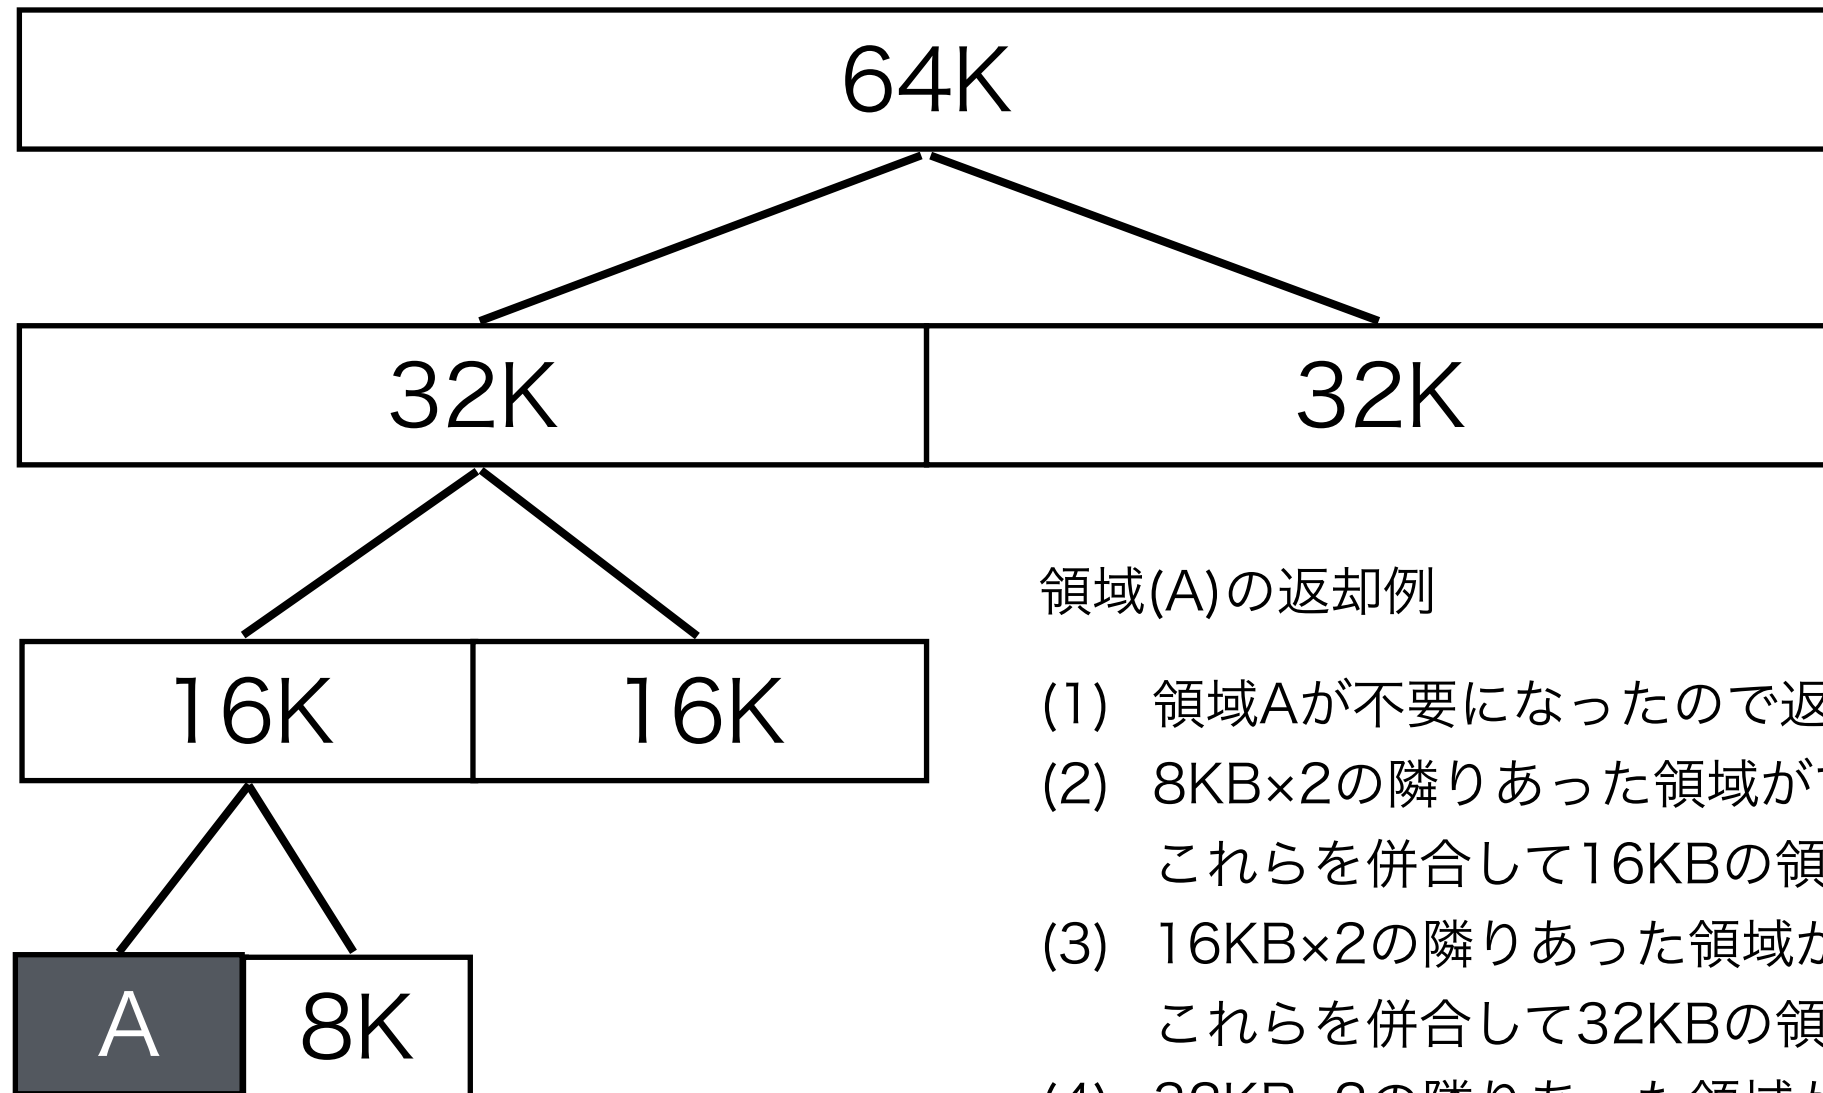 64K
32K
32K
16K
16K
A
8K
領域(A)の返却例
(1) 領域Aが不要になったので返
(2) 8KB×2の隣りあった領域が
これらを併合して16KBの領
(3) 16KB×2の隣りあった領域が
これらを併合して32KBの領